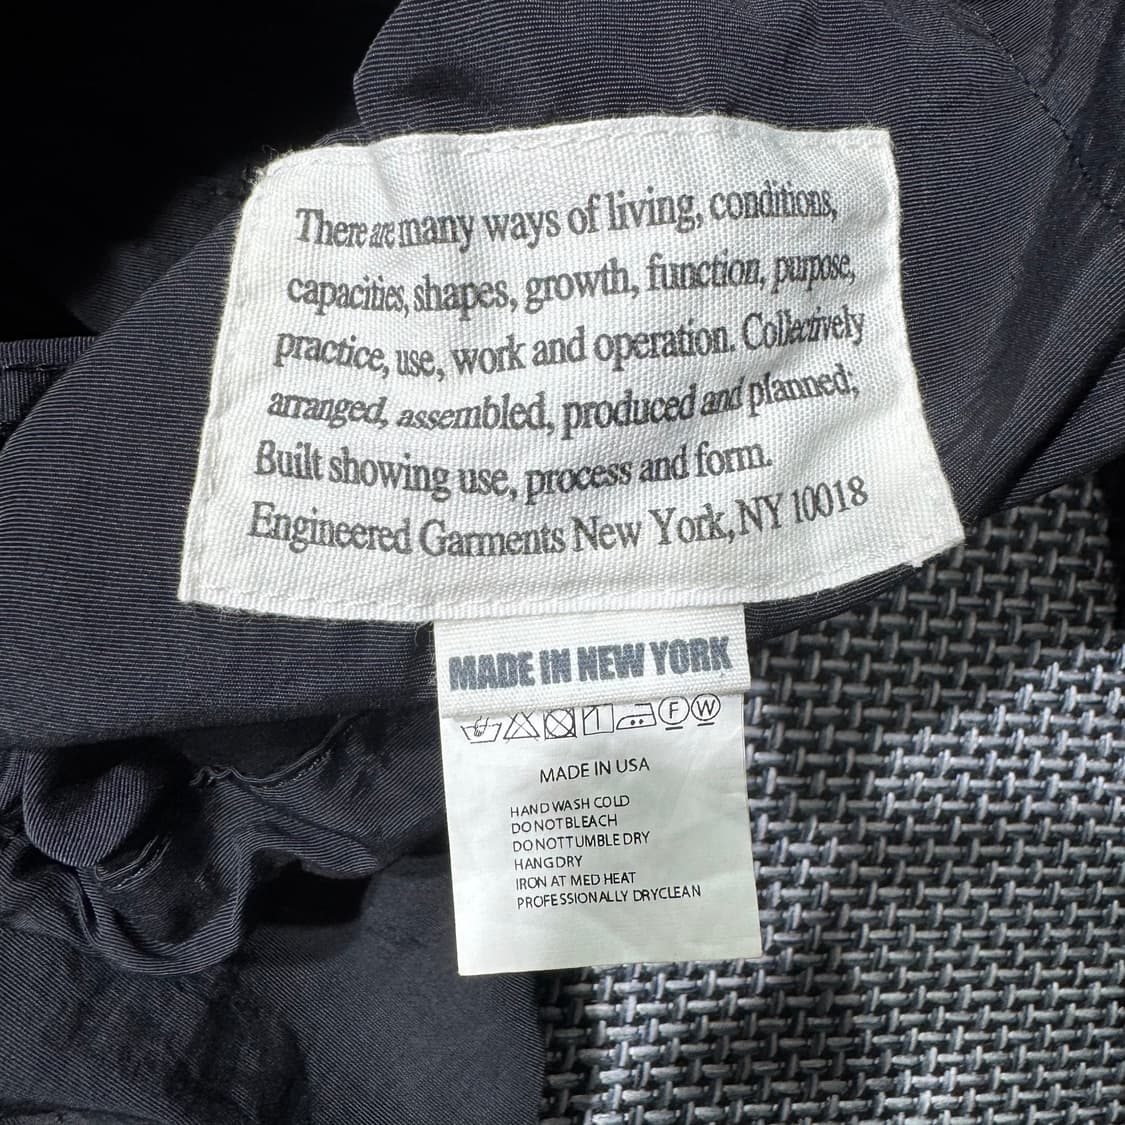 There are many ways of living, conditions,
capacities, shapes, growth, function, purpose,
practice, use, work and operation. Collectively
arranged, assembled, produced and planned;
Built showing use, process and form.
Engineered Garments New York, NY 10018
MADE IN NEW YORK
F W
MADE IN USA
HAND WASH COLD
DO NOT BLEACH
DO NOT TUMBLE DRY
HANG DRY
IRON AT MED HEAT
PROFESSIONALLY DRYCLEAN